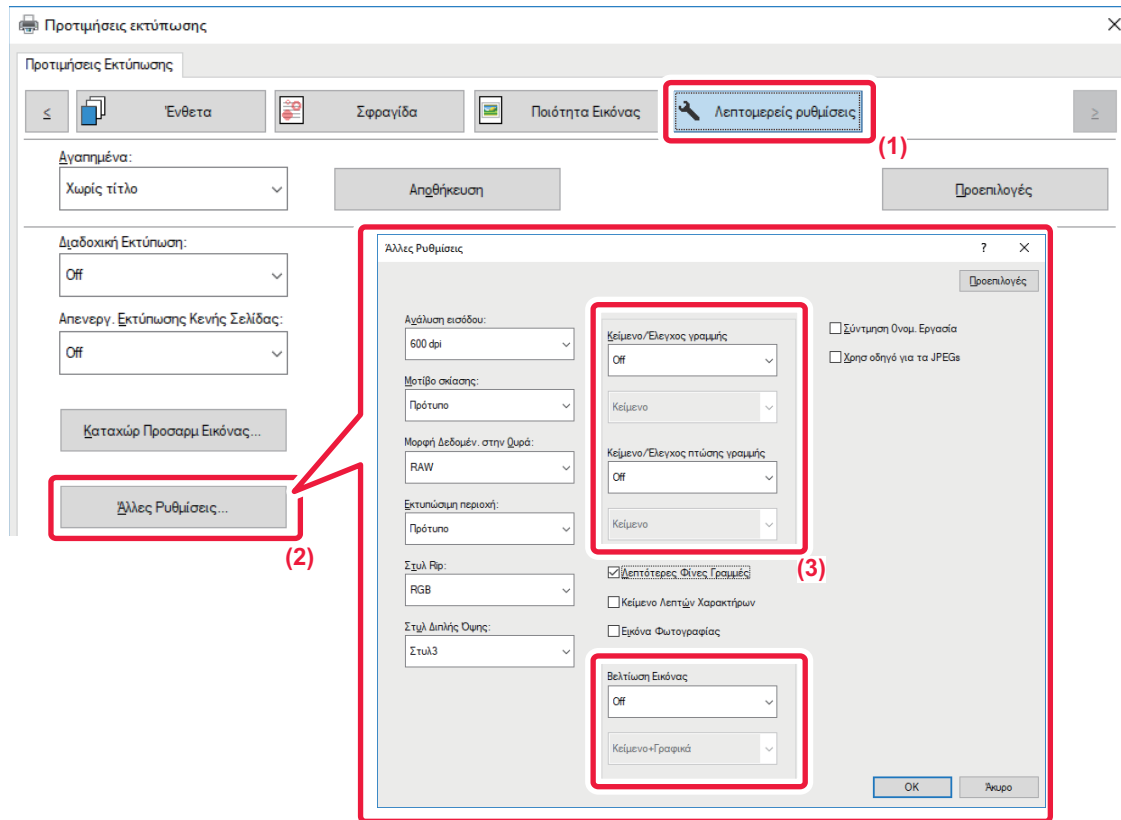 Προτιμήσεις εκτύπωσης
Προτιμήσεις Εκτύπωσης
<
Ένθετα
Σφραγίδα
Ποιότητα Εικόνας
Λεπτομερείς ρυθμίσεις
>
(1)
Αγαπημένα:
Χωρίς τίτλο
Αποθήκευση
Προεπιλογές
Διαδοχική Εκτύπωση:
Off
Απενεργ. Εκτύπωσης Κενής Σελίδας:
Off
Καταχώρ Προσαρμ Εικόνας...
Άλλες Ρυθμίσεις...
(2)
Άλλες Ρυθμίσεις
?
Προεπιλογές
Ανάλυση εισόδου:
600 dpi
Μοτίβο σκίασης:
Πρότυπο
Μορφή Δεδομέν. στην Ουρά:
RAW
Εκτυπώσιμη περιοχή:
Πρότυπο
Στυλ Rip:
RGB
Στυλ Διπλής Όψης:
Στυλ3
Κείμενο/Έλεγχος γραμμής
Off
Κείμενο
Κείμενο/Έλεγχος πτώσης γραμμής
Off
Κείμενο
(3)
Λεπτότερες Φίνες Γραμμές
Κείμενο Λεπτών Χαρακτήρων
Εικόνα Φωτογραφίας
Βελτίωση Εικόνας
Off
Κείμενο+Γραφικά
Σύντμηση Ονομ. Εργασία
Χρησ οδηγό για τα JPEGs
OK
Άκυρο